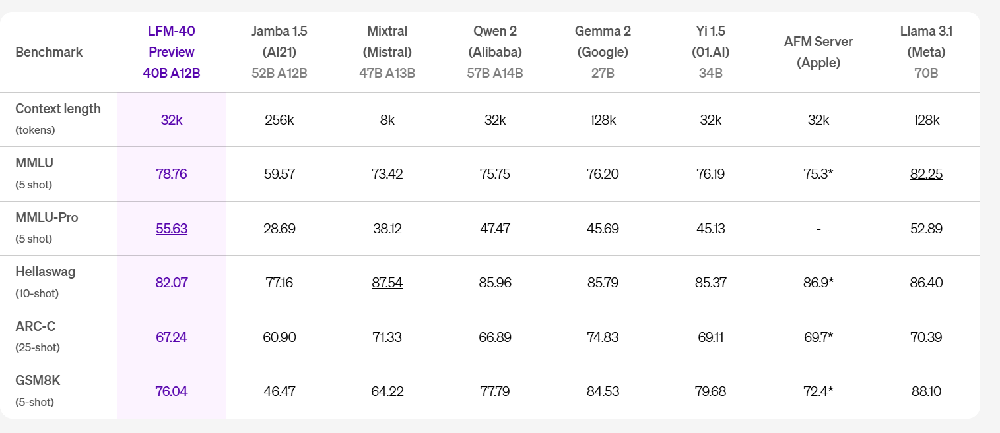 Benchmark LFM-40 Preview 40B A12B Jamba 1.5 (AI21) 52B A12B Mixtral (Mistral) 47B A13B Qwen 2 (Alibaba) 57B A14B Gemma 2 (Google) 27B Yi 1.5 (01.AI) 34B AFM Server (Apple) Llama 3.1 (Meta) 70B
Context length (tokens) 32k 256k 8k 32k 128k 32k 32k 128k
MMLU (5 shot) 78.76 59.57 73.42 75.75 76.20 76.19 75.3* 82.25
MMLU-Pro (5 shot) 55.63 28.69 38.12 47.47 45.69 45.13 - 52.89
Hellaswag (10-shot) 82.07 77.16 87.54 85.96 85.79 85.37 86.9* 86.40
ARC-C (25-shot) 67.24 60.90 71.33 66.89 74.83 69.11 69.7* 70.39
GSM8K (5-shot) 76.04 46.47 64.22 77.79 84.53 79.68 72.4* 88.10